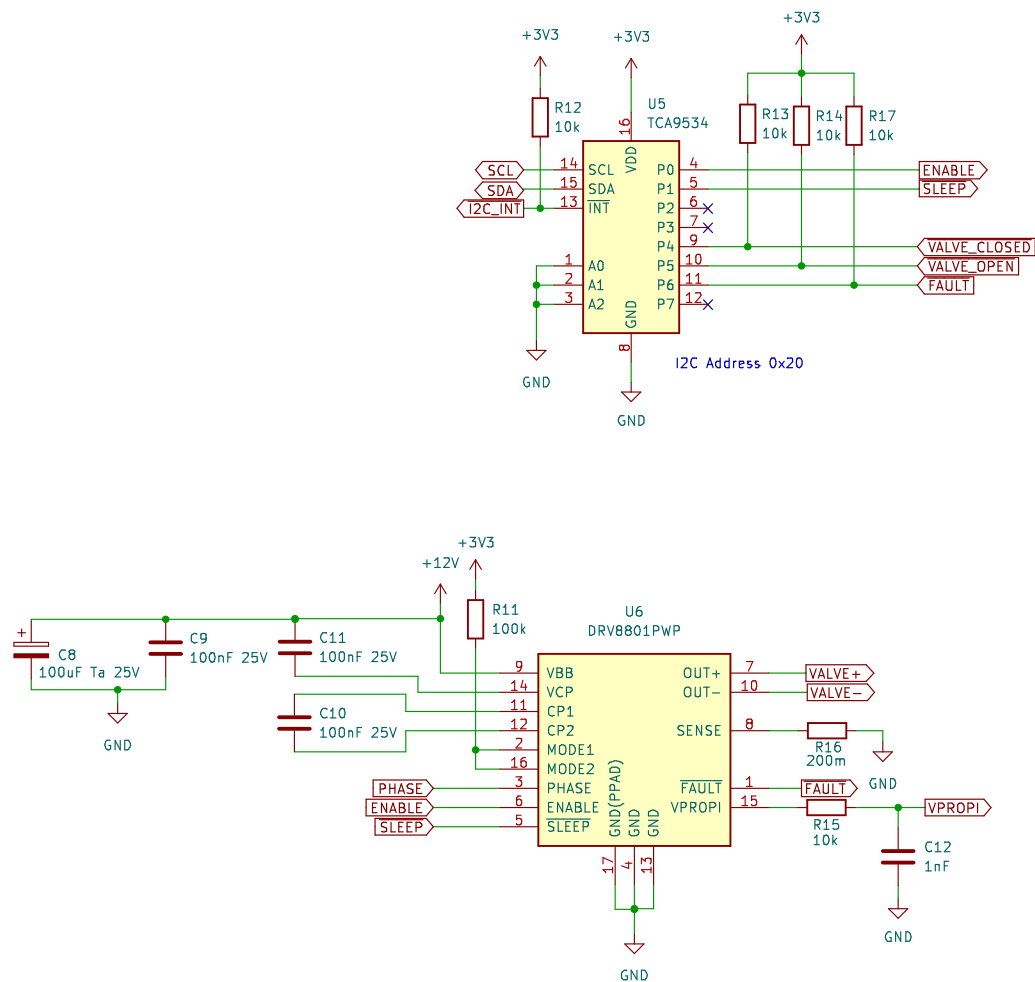 +3V3
+3V3
+3V3
R12
10k
U5
TCA9534
R13
10k
R14
10k
R17
10k
16
VDD
SCL
14
SCL
P0
4
ENABLE
SDA
15
SDA
P1
5
SLEEP
I2C_INT
13
INT
P2
6
P3
7
P4
9
VALVE_CLOSED
1
A0
P5
10
VALVE_OPEN
2
A1
P6
11
FAULT
3
A2
P7
12
GND
8
GND
GND
I2C Address 0x20
+3V3
+12V
R11
100k
U6
DRV8801PWP
+
C8
100uF Ta 25V
C9
100nF 25V
C11
100nF 25V
C10
100nF 25V
GND
9
VBB
14
VCP
11
CP1
12
CP2
2
MODE1
16
MODE2
PHASE
3
PHASE
ENABLE
6
ENABLE
SLEEP
5
SLEEP
OUT+
7
VALVE+
OUT-
10
VALVE-
SENSE
8
R16
200m
GND
FAULT
1
FAULT
VPROPI
15
R15
10k
VPROPI
C12
1nF
GND
GND(PPAD)
GND
GND
17
4
13
GND